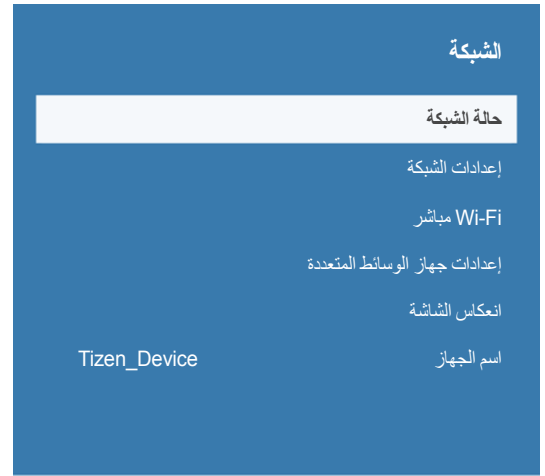 الشبكة
حالة الشبكة
إعدادات الشبكة
Wi-Fi مباشر
إعدادات جهاز الوسائط المتعددة
انعكاس الشاشة
اسم الجهاز Tizen_Device